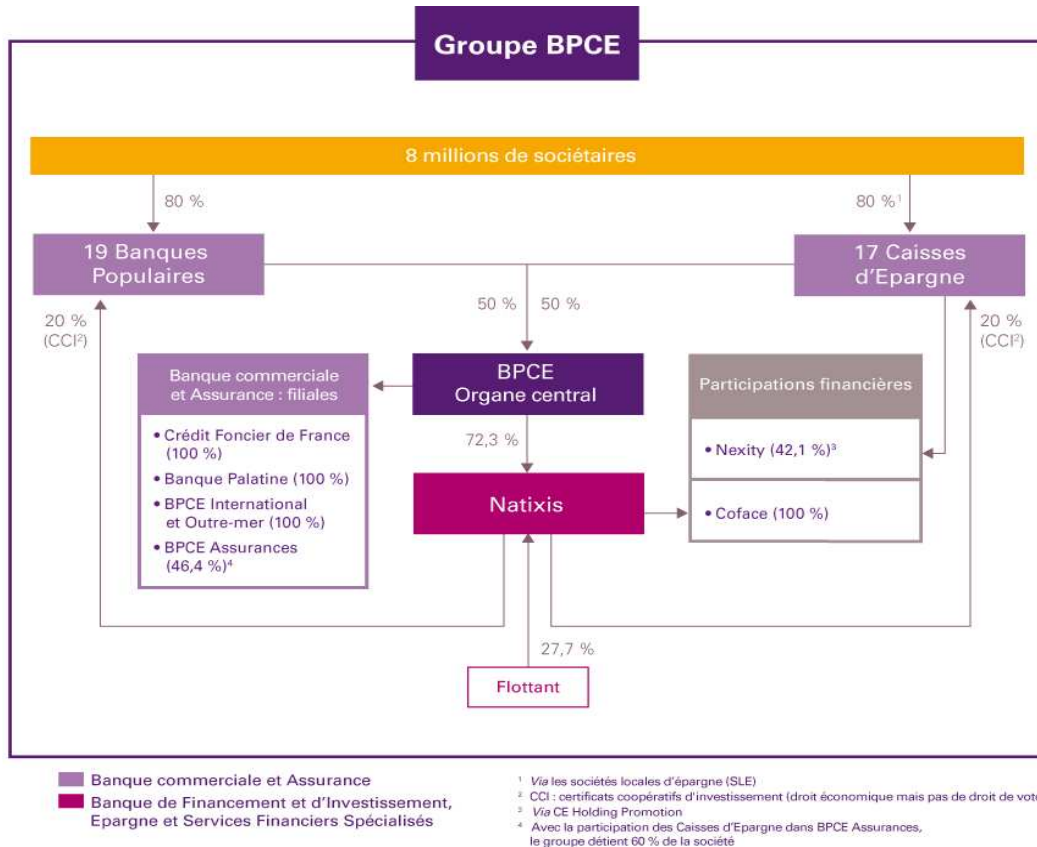 Groupe BPCE
8 millions de sociétaires
80 %
80 %¹
19 Banques
Populaires
17 Caisses
d'Epargne
50 %
50 %
20 %
(CCI²)
20 %
(CCI²)
Banque commerciale
et Assurance : filiales
• Crédit Foncier de France
(100 %)
• Banque Palatine (100 %)
• BPCE International
et Outre-mer (100 %)
• BPCE Assurances
(46,4 %)⁴
BPCE
Organe central
72,3 %
Natixis
Participations financières
• Nexity (42,1 %)³
• Coface (100 %)
27,7 %
Flottant
Banque commerciale et Assurance
Banque de Financement et d'Investissement,
Epargne et Services Financiers Spécialisés
¹ Via les sociétés locales d'épargne (SLE)
² CCI : certificats coopératifs d'investissement (droit économique mais pas de droit de vote
³ Via CE Holding Promotion
⁴ Avec la participation des Caisses d'Epargne dans BPCE Assurances,
le groupe détient 60 % de la société